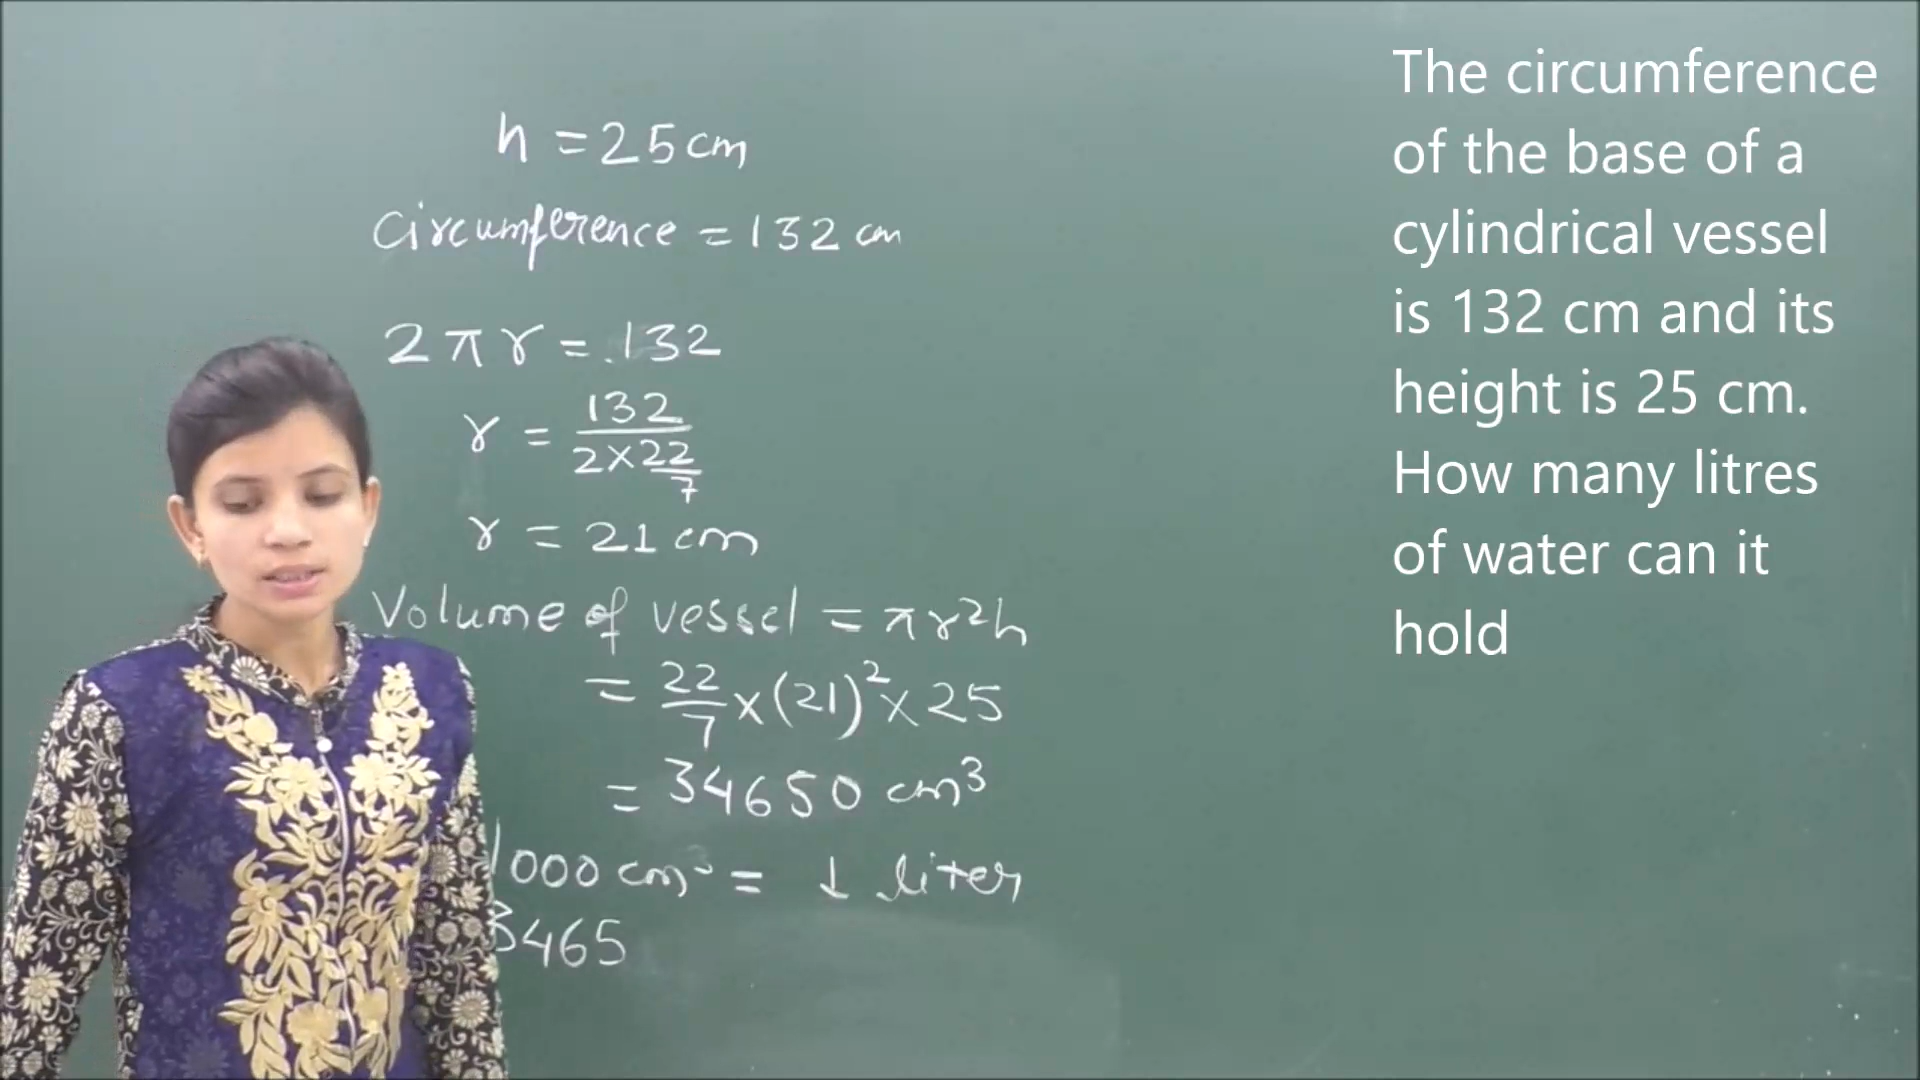 h = 25 cm
Circumference = 132 cm
2 π r = 132
r = 132 / 2 × 22/7
r = 21 cm
Volume of vessel = π r² h
= 22/7 × (21)² × 25
= 34650 cm³
1000 cm³ = 1 liter
3465
The circumference
of the base of a
cylindrical vessel
is 132 cm and its
height is 25 cm.
How many litres
of water can it
hold